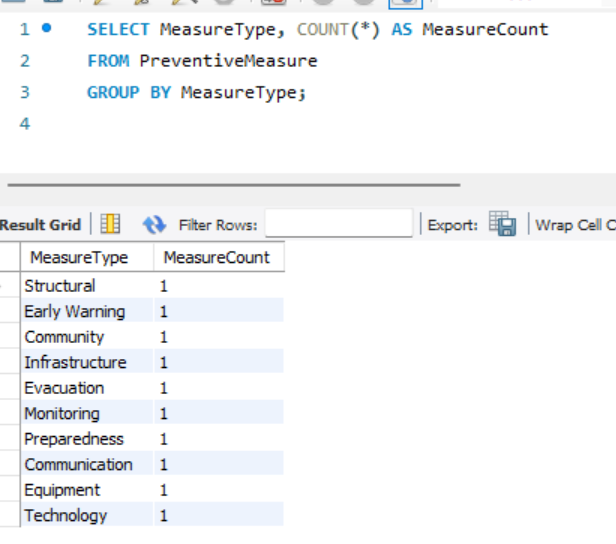 1 SELECT MeasureType, COUNT(*) AS MeasureCount
2 FROM PreventiveMeasure
3 GROUP BY MeasureType;
4
Result Grid Filter Rows: Export: Wrap Cell C
MeasureType MeasureCount
Structural 1
Early Warning 1
Community 1
Infrastructure 1
Evacuation 1
Monitoring 1
Preparedness 1
Communication 1
Equipment 1
Technology 1